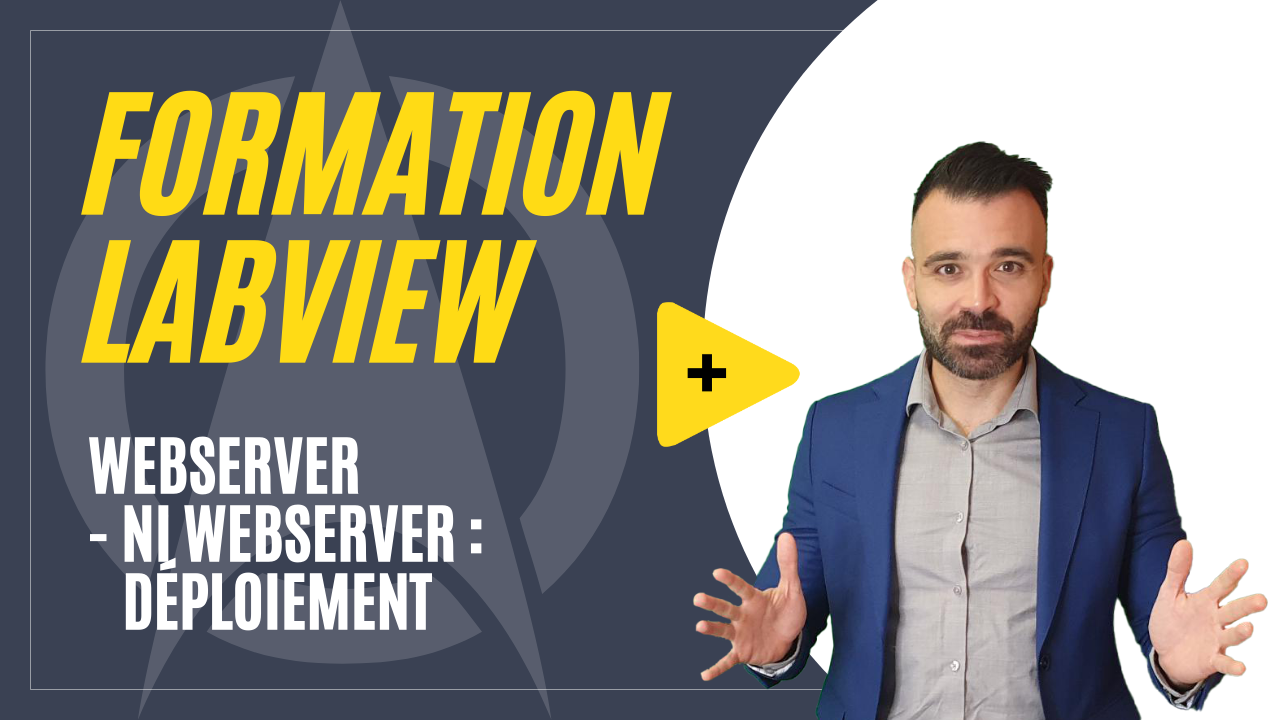 FORMATION
LABVIEW
+
WEBSERVER
- NI WEBSERVER :
DÉPLOIEMENT